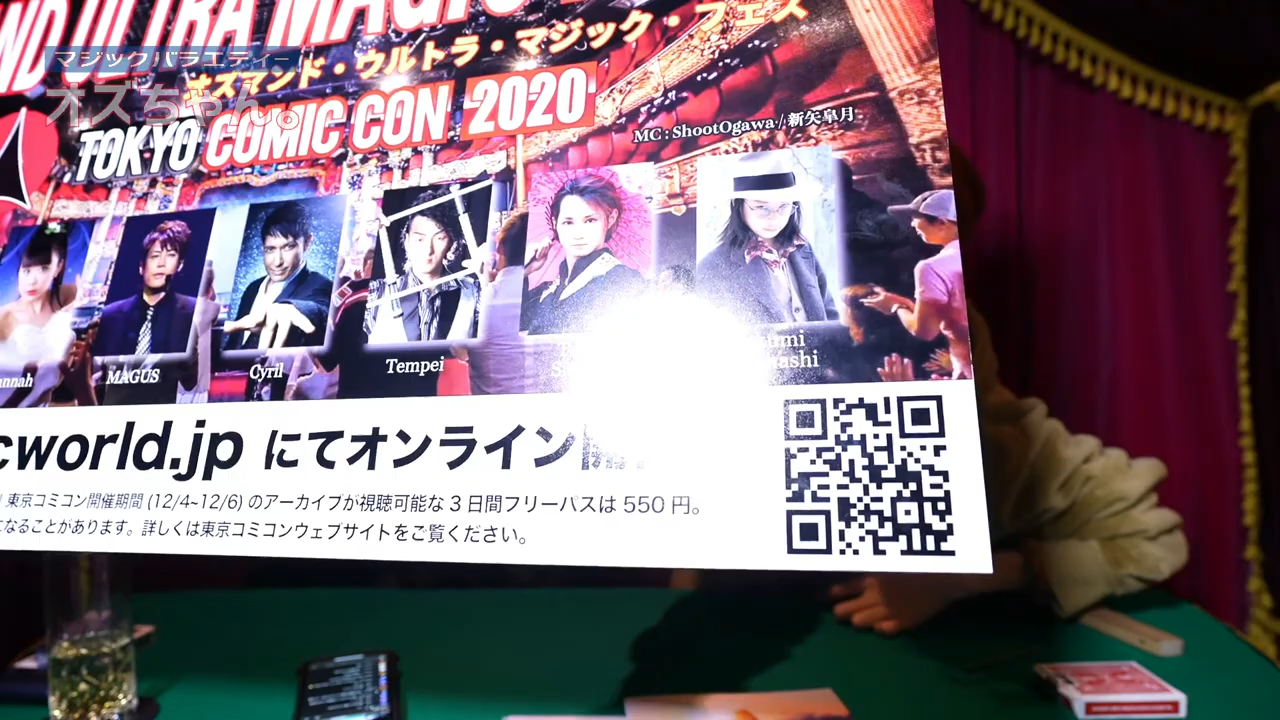 ND ULTRA MAGIC
マジックバラエティー
オズちゃん。
オズマンド・ウルトラ・マジック・フェス
TOKYO COMIC CON 2020
MC : ShootOgawa / 新矢皐月
annah
MAGUS
Cyril
Tempei
cworld.jp にてオンライン
東京コミコン開催期間 (12/4~12/6) のアーカイブが視聴可能な 3 日間フリーパスは 550 円。
になることがあります。詳しくは東京コミコンウェブサイトをご覧ください。